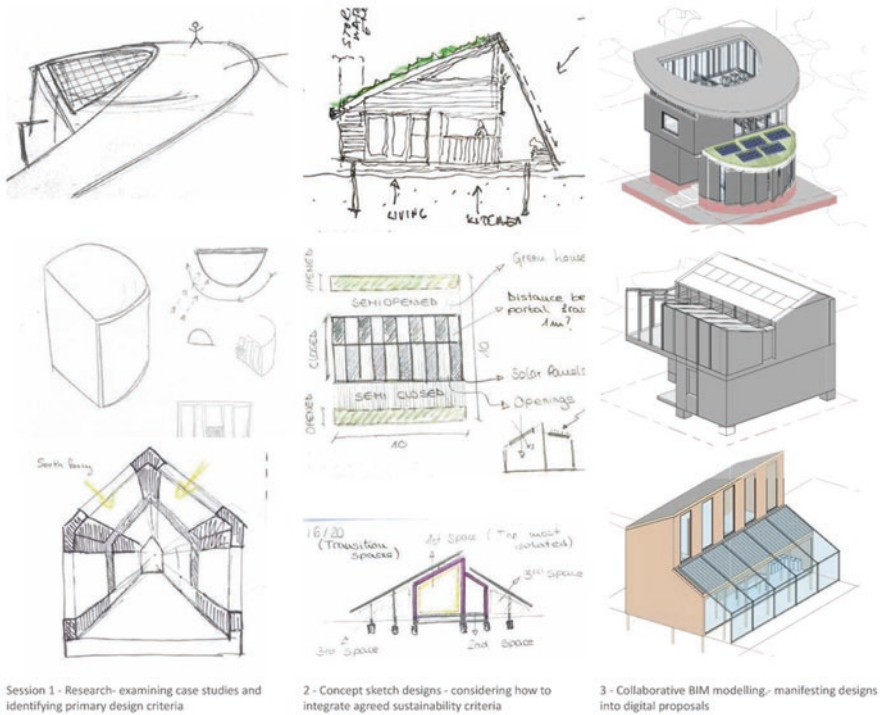 LIVING
KITCHEN
OPENED
SEMIOPENED
CLOSED
SEMI CLOSED
OPENED
10
10
Green house
Distance be
portal
1m?
Solar Panels
Openings
South facing
16/20
(Transition
spaces)
1st Space (The most
isolated)
3rd Space
2nd Space
3rd Space
Session 1 - Research- examining case studies and
identifying primary design criteria
2 - Concept sketch designs - considering how to
integrate agreed sustainability criteria
3 - Collaborative BIM modelling.- manifesting designs
into digital proposals